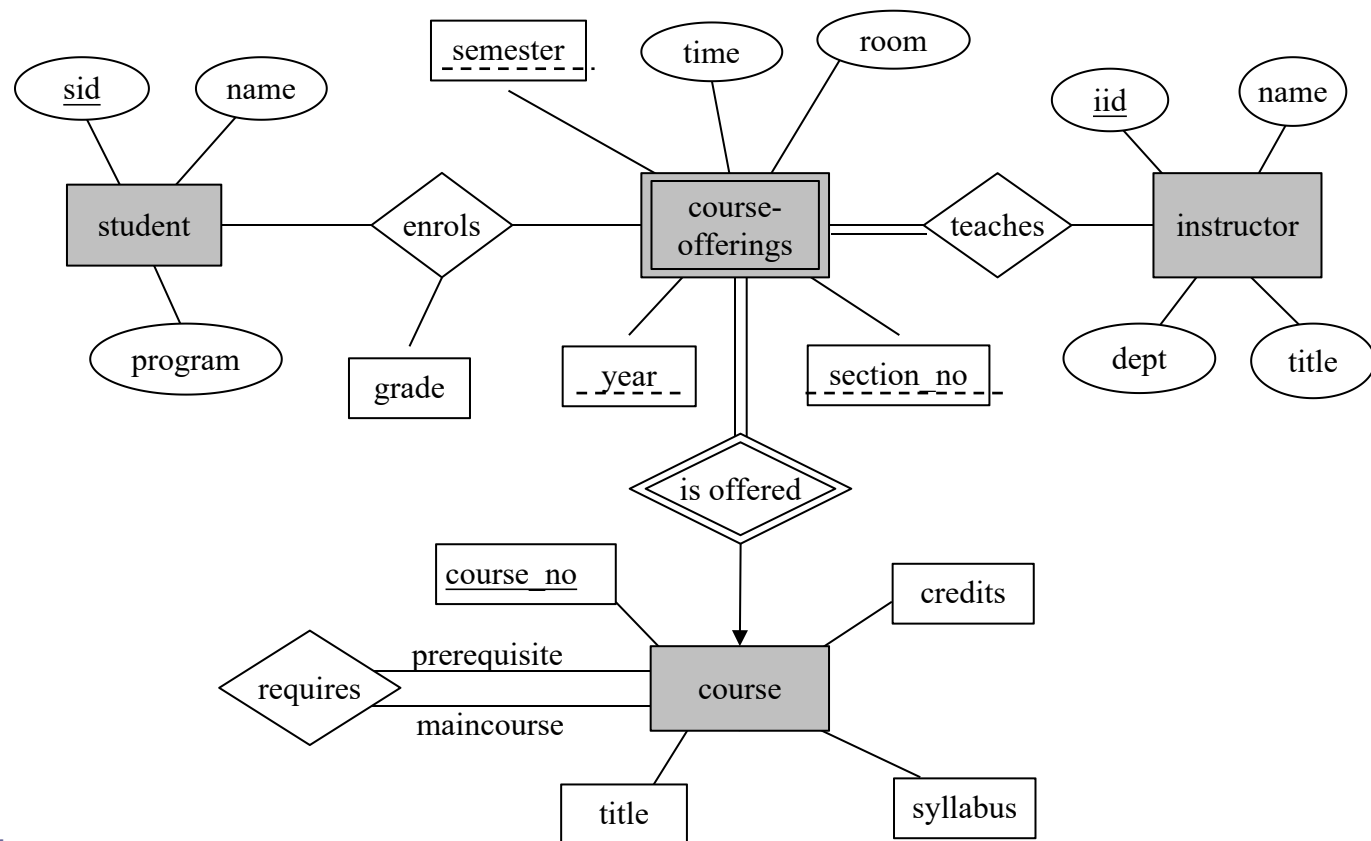 semester
time
room
sid
name
iid
name
student
enrols
course-
offerings
teaches
instructor
program
grade
year
section_no
dept
title
is offered
course_no
credits
prerequisite
requires
course
maincourse
title
syllabus